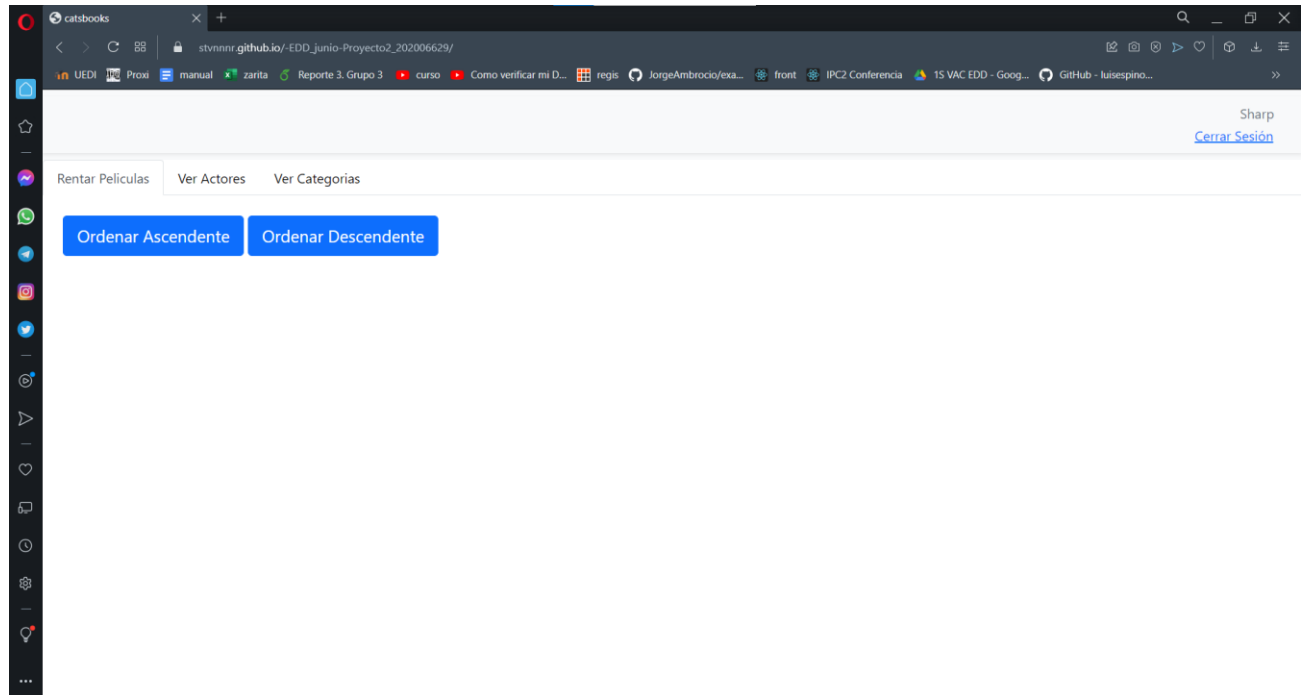 catsbooks
stvnnnr.github.io/-EDD_junio-Proyecto2_202006629/
UEDI Proxi manual zarita Reporte 3. Grupo 3 curso Como verificar mi D... regis JorgeAmbrocio/exa... front IPC2 Conferencia 1S VAC EDD - Goog... GitHub - luisespino...
Sharp
Cerrar Sesión
Rentar Peliculas Ver Actores Ver Categorias
Ordenar Ascendente Ordenar Descendente